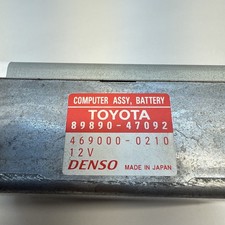 COMPUTER ASSY, BATTERY
TOYOTA
89890-47092
469000-0210
12V
DENSO MADE IN JAPAN